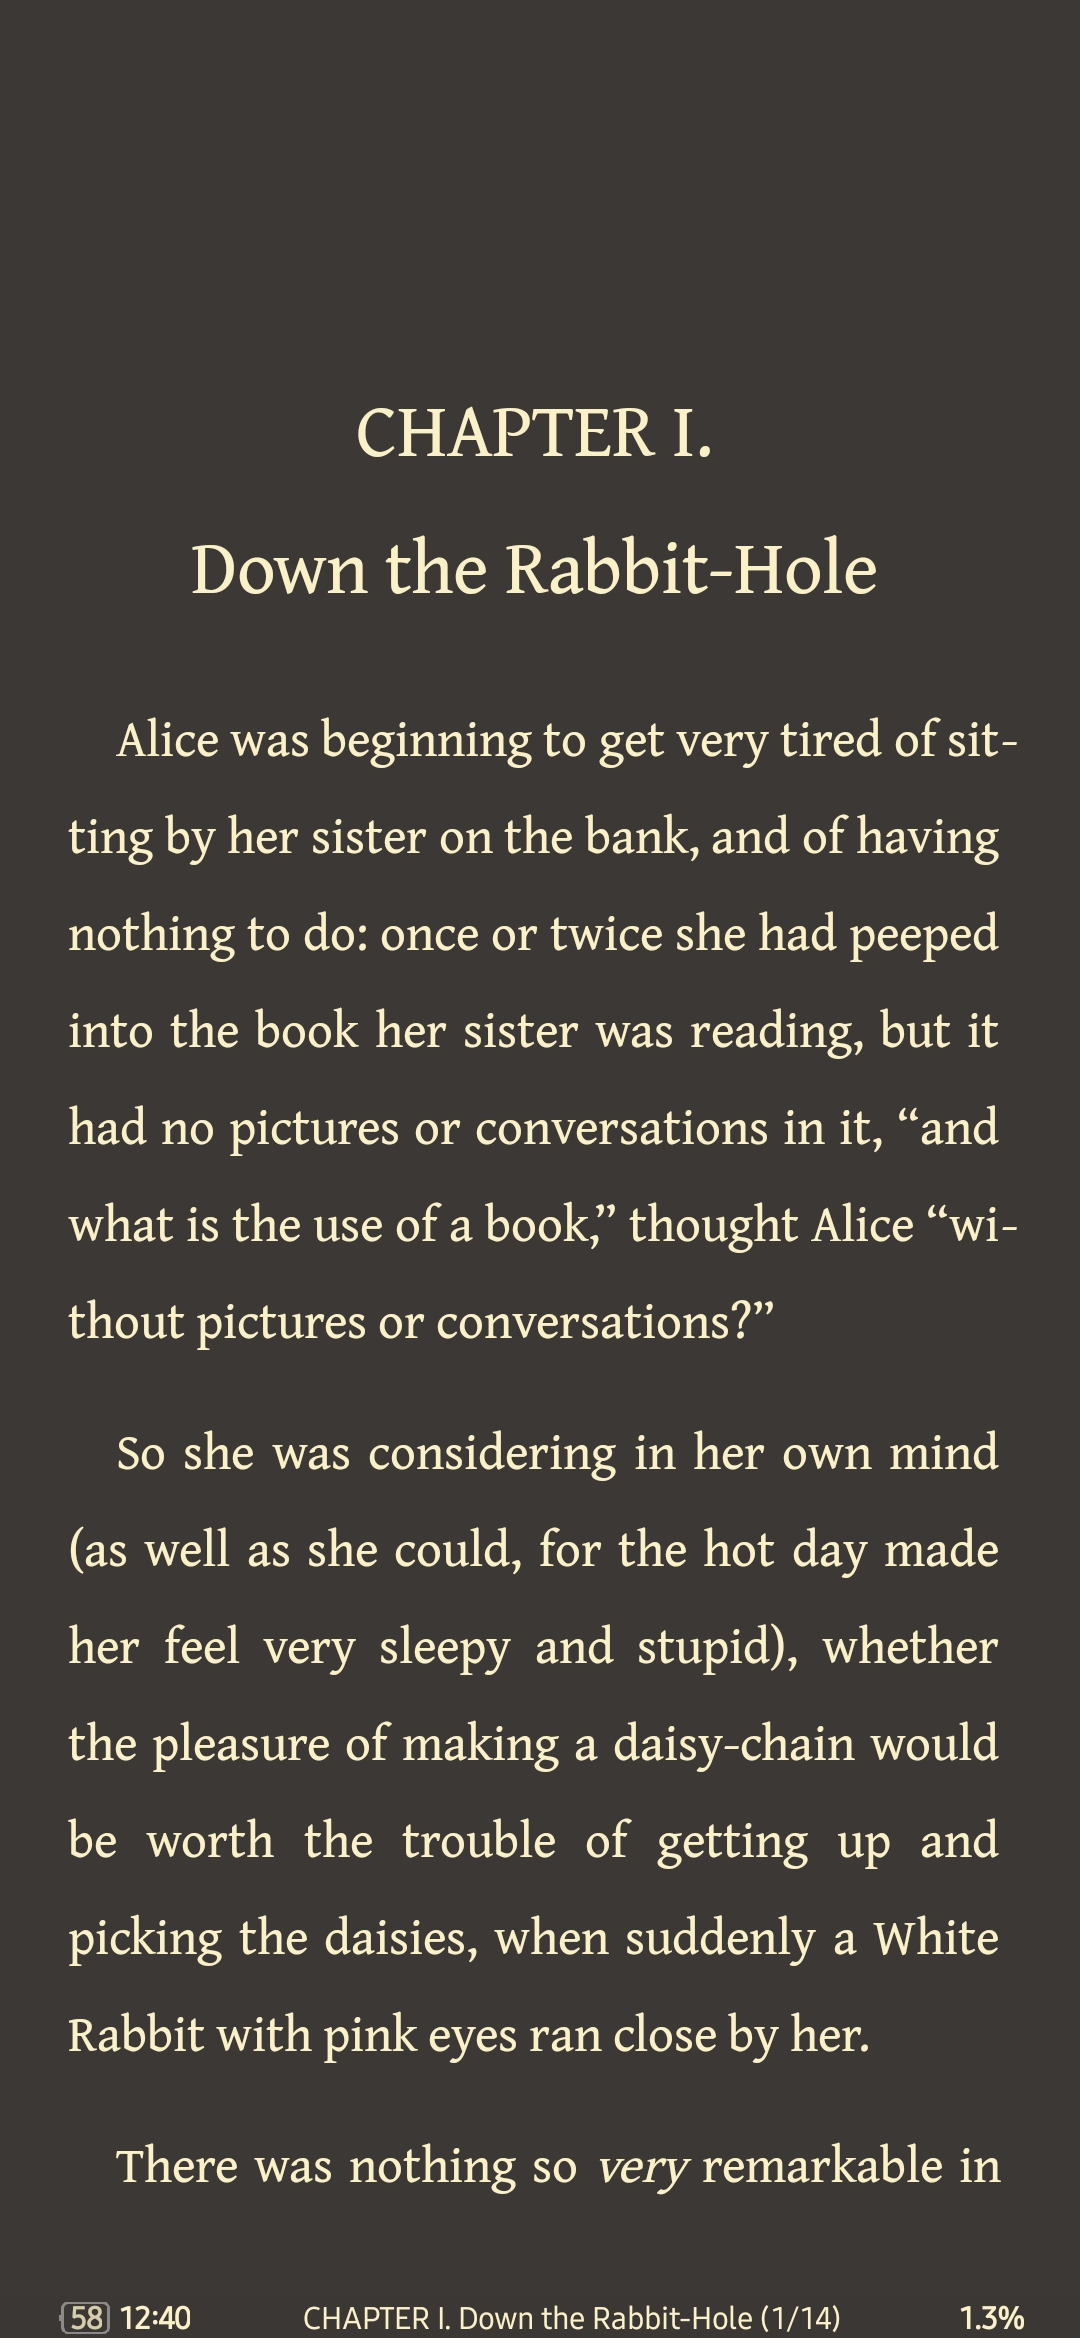 CHAPTER I.
Down the Rabbit-Hole
Alice was beginning to get very tired of sit-
ting by her sister on the bank, and of having
nothing to do: once or twice she had peeped
into the book her sister was reading, but it
had no pictures or conversations in it, “and
what is the use of a book,” thought Alice “wi-
thout pictures or conversations?”
So she was considering in her own mind
(as well as she could, for the hot day made
her feel very sleepy and stupid), whether
the pleasure of making a daisy-chain would
be worth the trouble of getting up and
picking the daisies, when suddenly a White
Rabbit with pink eyes ran close by her.
There was nothing so very remarkable in
58 12:40 CHAPTER I. Down the Rabbit-Hole (1/14) 1.3%